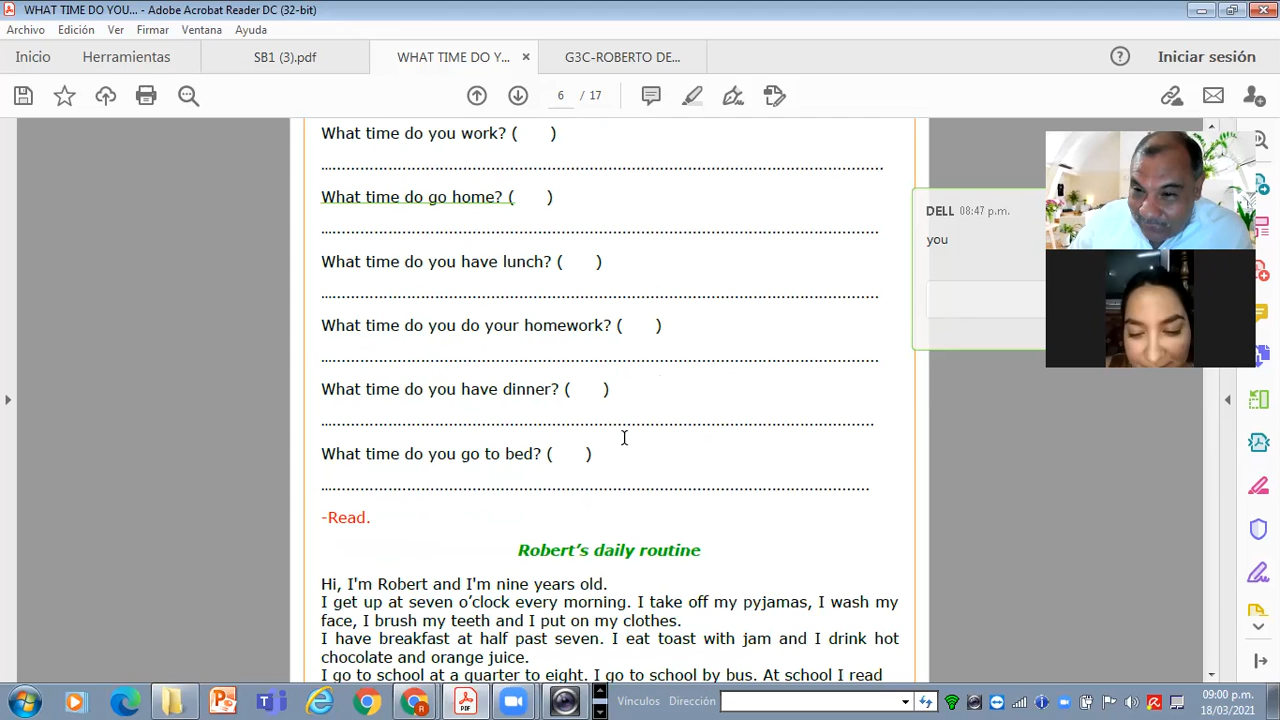 WHAT TIME DO YOU... - Adobe Acrobat Reader DC (32-bit)
Archivo Edición Ver Firmar Ventana Ayuda
Inicio Herramientas SB1 (3).pdf WHAT TIME DO Y... × G3C-ROBERTO DE... Iniciar sesión
6 / 17
What time do you work? ( )
................................................................................
What time do go home? ( )
................................................................................
What time do you have lunch? ( )
................................................................................
What time do you do your homework? ( )
................................................................................
What time do you have dinner? ( )
................................................................................
What time do you go to bed? ( )
................................................................................
-Read.
Robert's daily routine
Hi, I'm Robert and I'm nine years old.
I get up at seven o'clock every morning. I take off my pyjamas, I wash my
face, I brush my teeth and I put on my clothes.
I have breakfast at half past seven. I eat toast with jam and I drink hot
chocolate and orange juice.
I go to school at a quarter to eight. I go to school by bus. At school I read
DELL 08:47 p.m.
you
Vínculos Dirección
09:00 p.m.
18/03/2021